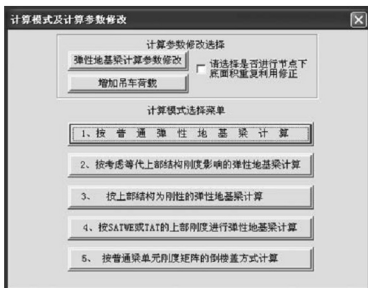 计算模式及计算参数修改
计算参数修改选择
弹性地基梁计算参数修改
请选择是否进行节点下
底面积重复利用修正
增加吊车荷载
计算模式选择菜单
1、按 普 通 弹 性 地 基 梁 计 算
2、按考虑等代上部结构刚度影响的弹性地基梁计算
3、 按上部结构为刚性的弹性地基梁计算
4、按SATWE或TAT的上部刚度进行弹性地基梁计算
5、 按普通梁单元刚度矩阵的倒楼盖方式计算